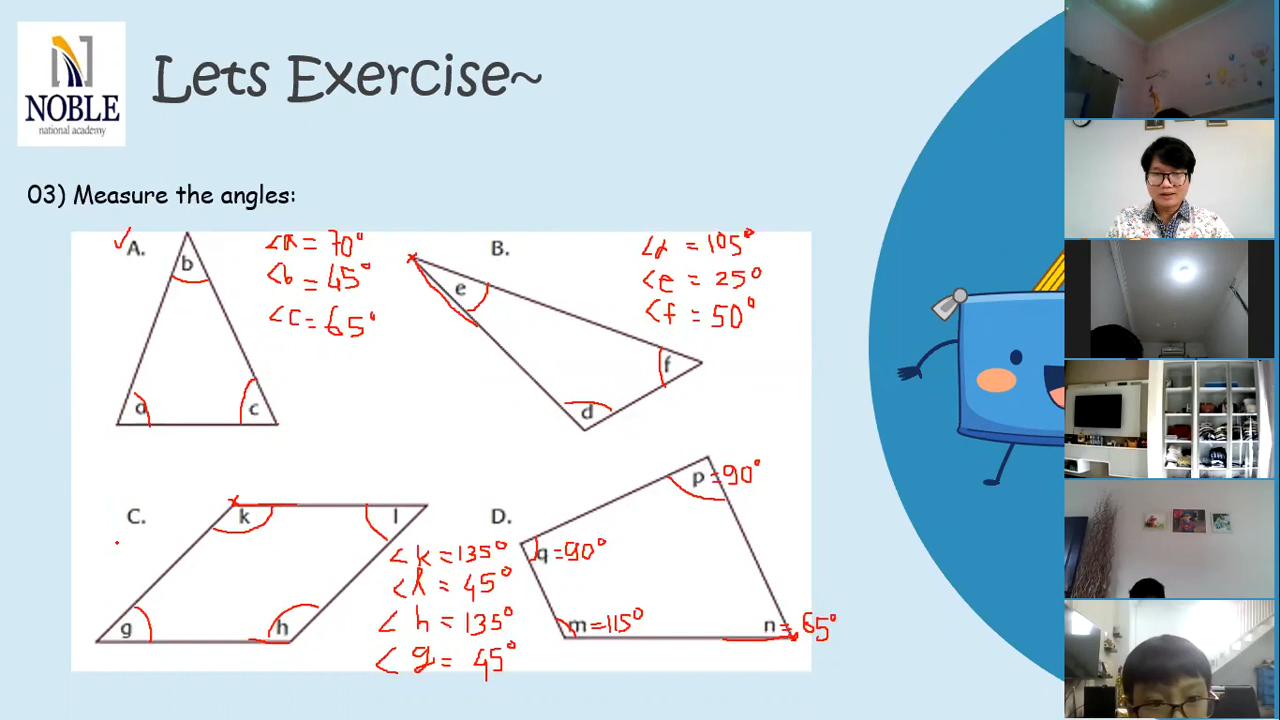 NOBLE
national academy
Lets Exercise~
03) Measure the angles:
A.
b
a
c
∠a = 70°
∠b = 45°
∠c = 65°
B.
e
f
d
∠d = 105°
∠e = 25°
∠f = 50°
C.
k
l
g
h
∠k = 135°
∠l = 45°
∠h = 135°
∠g = 45°
D.
p = 90°
q = 90°
m = 115°
n = 65°